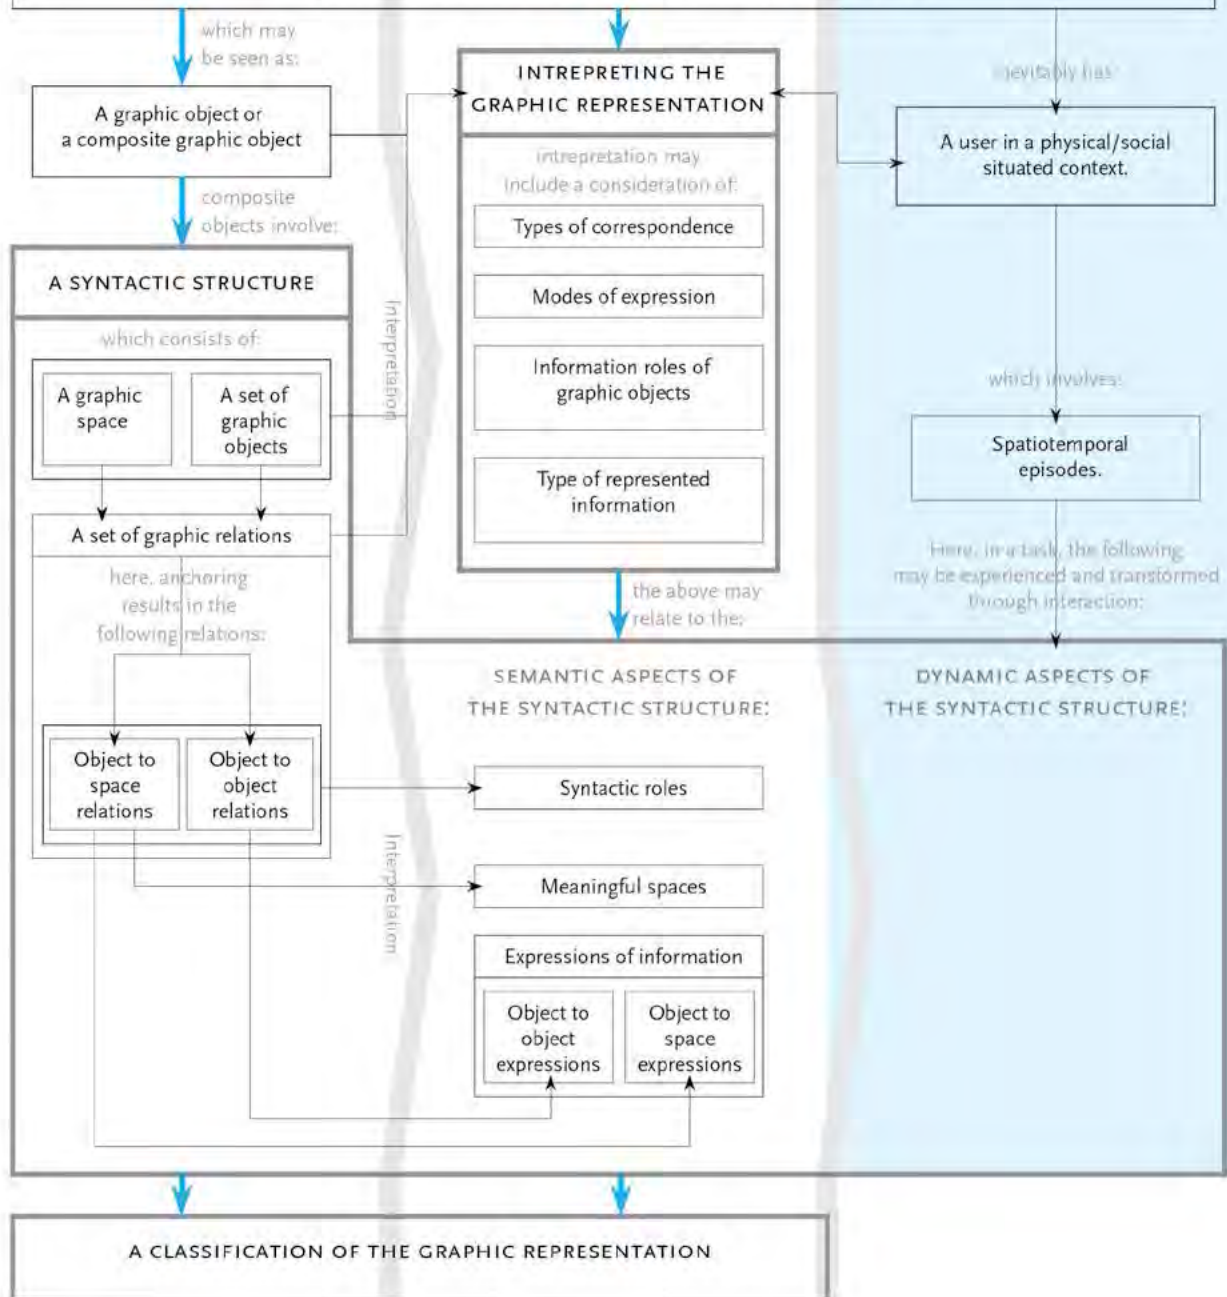 which may
be seen as:
A graphic object or
a composite graphic object
composite
objects involve:
A SYNTACTIC STRUCTURE
which consists of:
A graphic
space
A set of
graphic
objects
A set of graphic relations
here, anchoring
results in the
following relations:
Object to
space
relations
Object to
object
relations
Interpretation
Interpretation
INTREPRETING THE
GRAPHIC REPRESENTATION
intrepretation may
include a consideration of:
Types of correspondence
Modes of expression
Information roles of
graphic objects
Type of represented
information
the above may
relate to the:
SEMANTIC ASPECTS OF
THE SYNTACTIC STRUCTURE:
Syntactic roles
Meaningful spaces
Expressions of information
Object to
object
expressions
Object to
space
expressions
inevitably has:
A user in a physical/social
situated context.
which involves:
Spatiotemporal
episodes.
Here, in a task, the following
may be experienced and transformed
through interaction:
DYNAMIC ASPECTS OF
THE SYNTACTIC STRUCTURE:
A CLASSIFICATION OF THE GRAPHIC REPRESENTATION